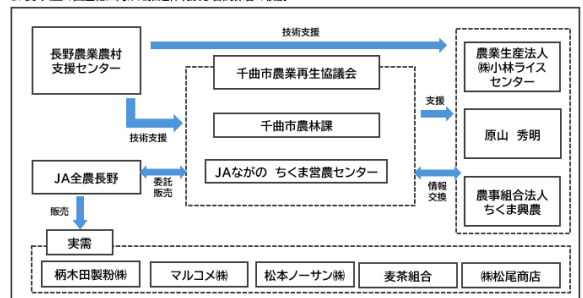 技術支援
長野農業農村
支援センター
千曲市農業再生協議会
農業生産法人
㈱小林ライス
センター
支援
千曲市農林課
技術支援
原山 秀明
JAながの ちくま営農センター
JA全農長野
委託
販売
情報
交換
農事組合法人
ちくま興農
販売
実需
柄木田製粉㈱
マルコメ㈱
松本ノーサン㈱
麦茶組合
㈱松尾商店